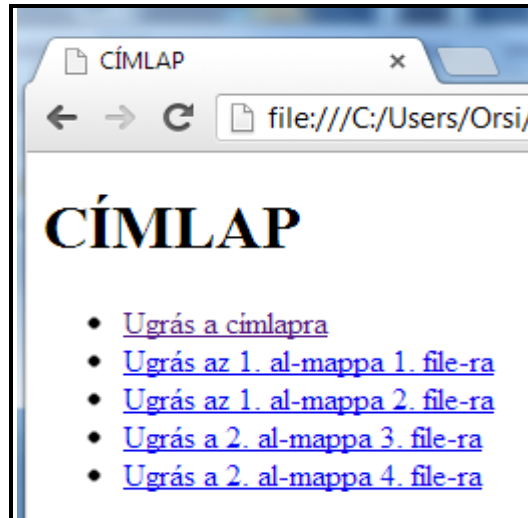 CÍMLAP
file:///C:/Users/Orsi/
CÍMLAP
Ugrás a címlapra
Ugrás az 1. al-mappa 1. file-ra
Ugrás az 1. al-mappa 2. file-ra
Ugrás a 2. al-mappa 3. file-ra
Ugrás a 2. al-mappa 4. file-ra